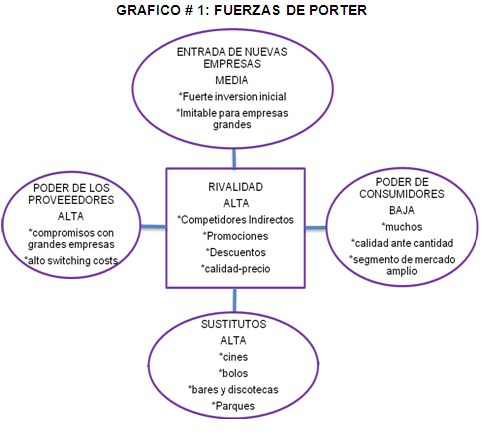 GRAFICO # 1: FUERZAS DE PORTER
ENTRADA DE NUEVAS
EMPRESAS
MEDIA
*Fuerte inversion inicial
*Imitable para empresas
grandes
PODER DE LOS
PROVEEEDORES
ALTA
*compromisos con
grandes empresas
*alto switching costs
RIVALIDAD
ALTA
*Competidores Indirectos
*Promociones
*Descuentos
*calidad-precio
PODER DE
CONSUMIDORES
BAJA
*muchos
*calidad ante cantidad
*segmento de mercado
amplio
SUSTITUTOS
ALTA
*cines
*bolos
*bares y discotecas
*Parques